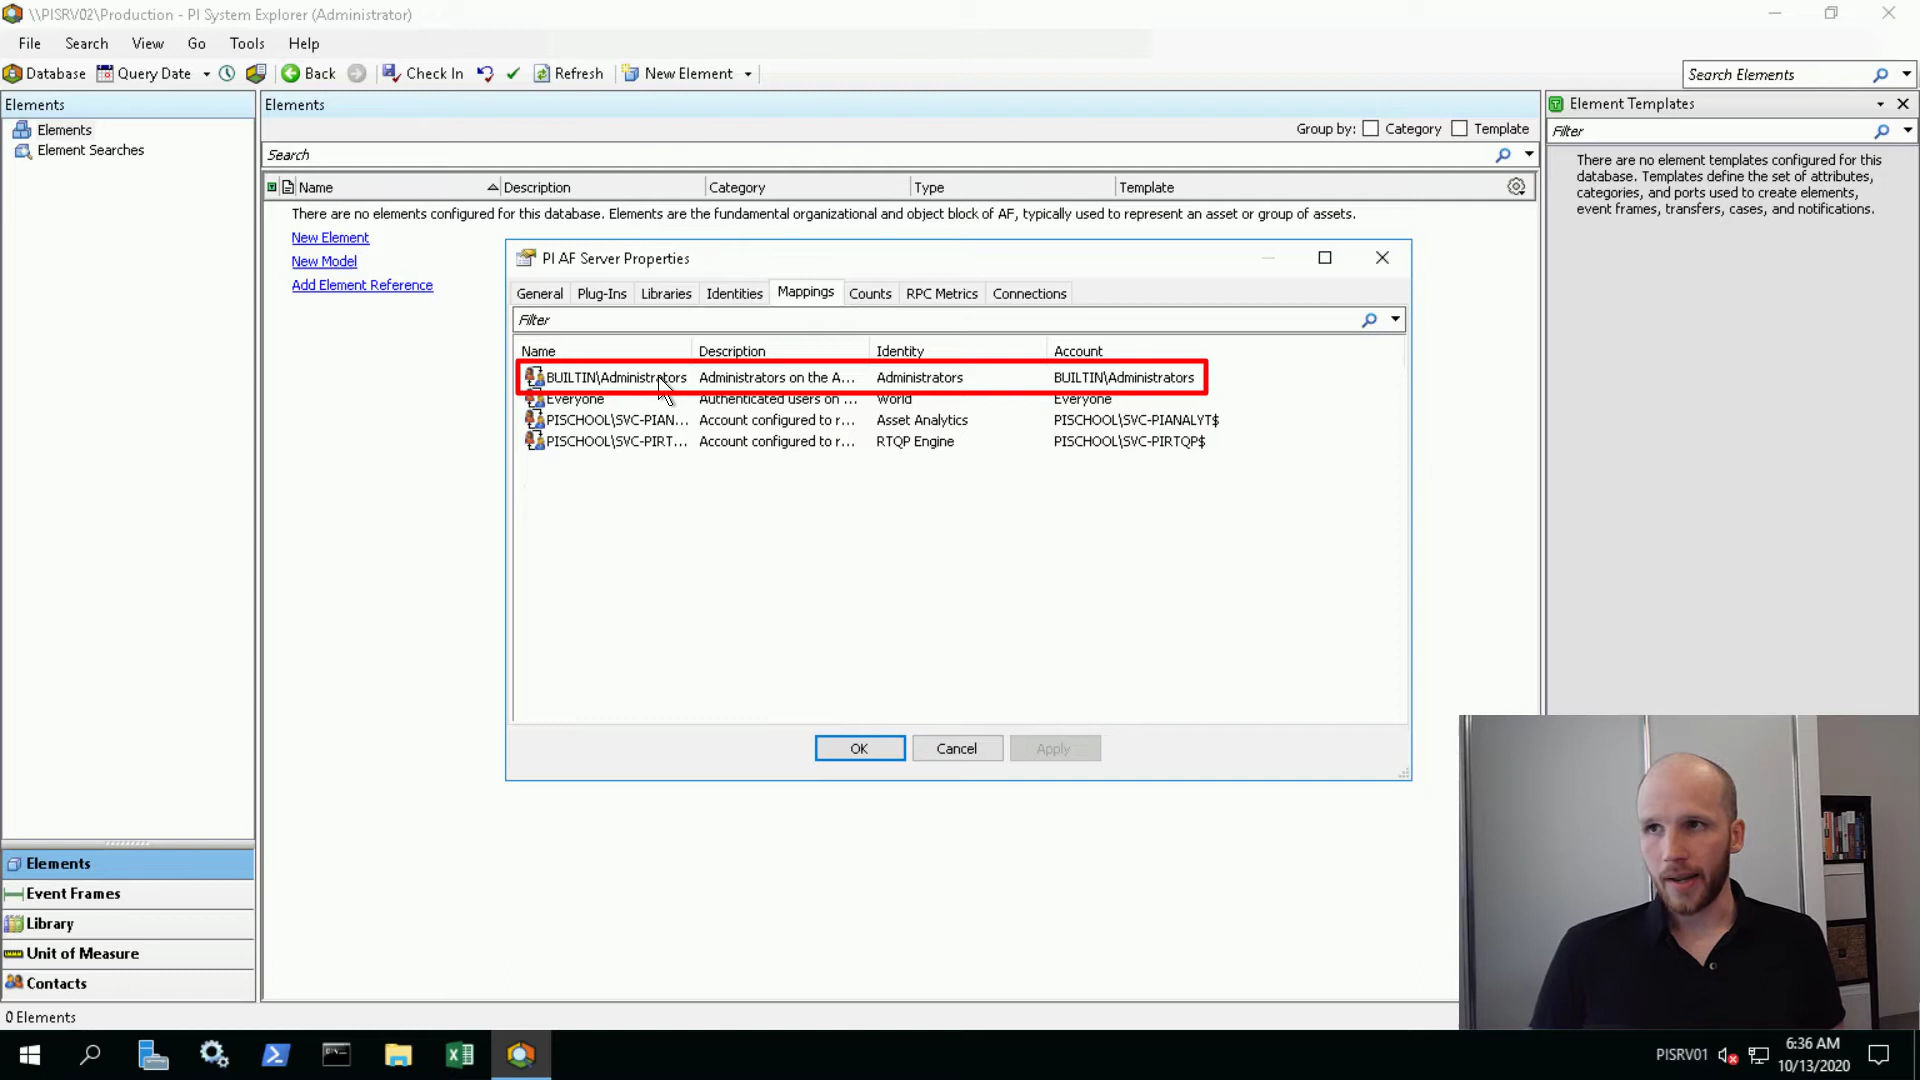 \\PISRV02\Production - PI System Explorer (Administrator)
File Search View Go Tools Help
Database Query Date Back Check In Refresh New Element Search Elements
Elements
Elements
Element Searches
Elements
Group by: Category Template
Search
Name Description Category Type Template
There are no elements configured for this database. Elements are the fundamental organizational and object block of AF, typically used to represent an asset or group of assets.
New Element
New Model
Add Element Reference
Element Templates
Filter
There are no element templates configured for this
database. Templates define the set of attributes,
categories, and ports used to create elements,
event frames, transfers, cases, and notifications.
PI AF Server Properties
General Plug-Ins Libraries Identities Mappings Counts RPC Metrics Connections
Filter
Name Description Identity Account
BUILTIN\Administrators Administrators on the A... Administrators BUILTIN\Administrators
Everyone Authenticated users on ... World Everyone
PISCHOOL\SVC-PIAN... Account configured to r... Asset Analytics PISCHOOL\SVC-PIANALYT$
PISCHOOL\SVC-PIRT... Account configured to r... RTQP Engine PISCHOOL\SVC-PIRTQP$
OK Cancel Apply
Elements
Event Frames
Library
Unit of Measure
Contacts
0 Elements
PISRV01
6:36 AM
10/13/2020